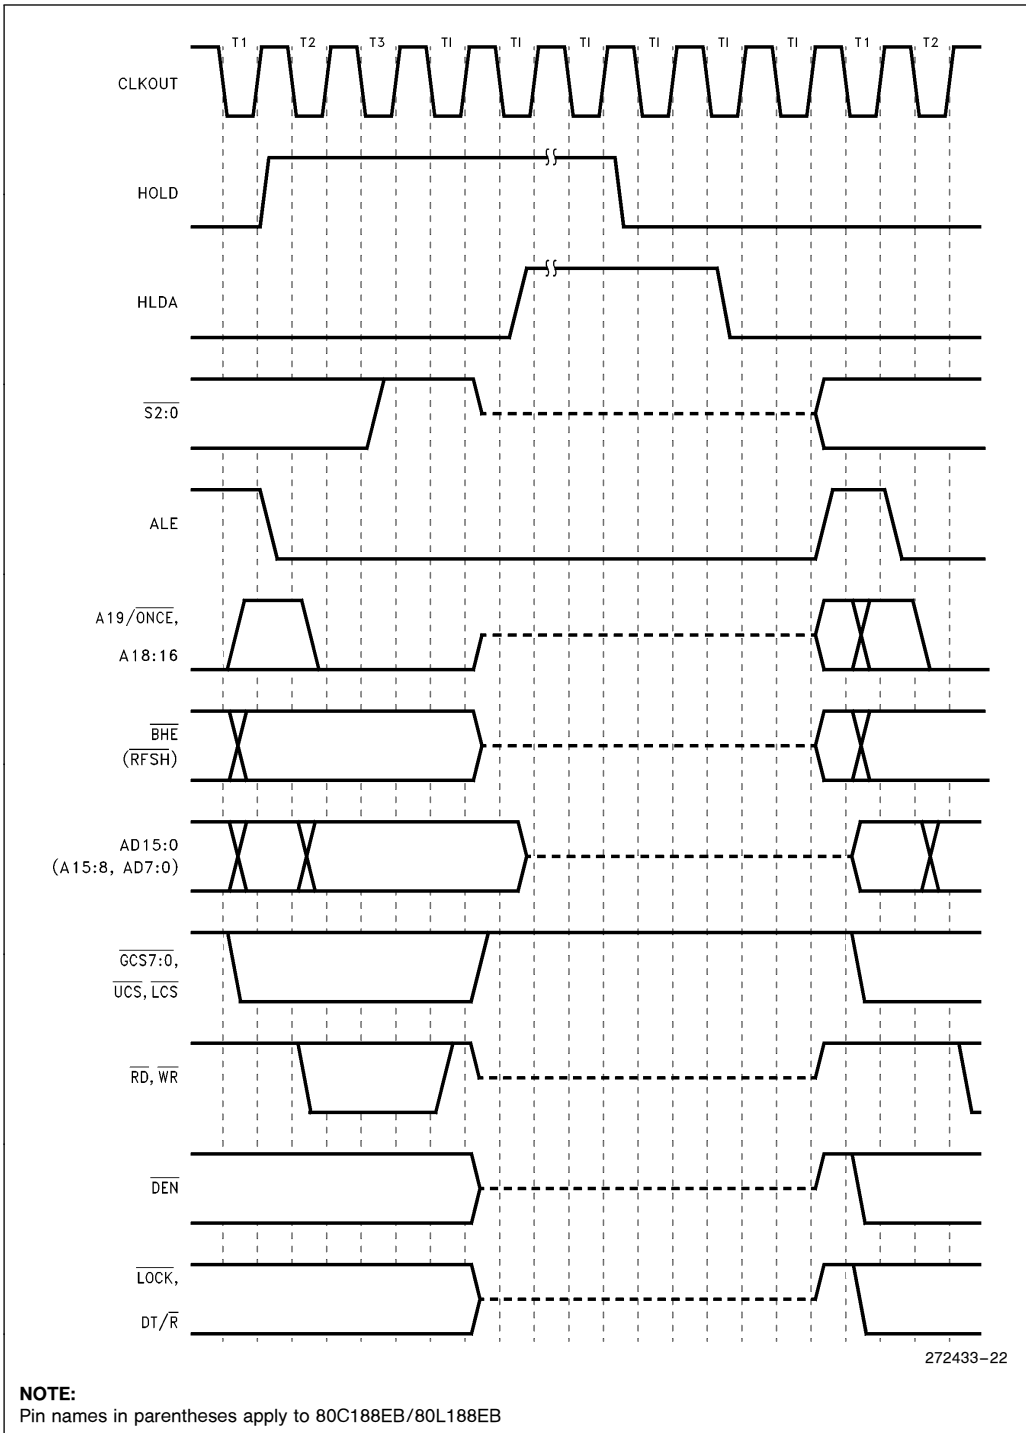 T1 T2 T3 TI TI TI TI TI TI T1 T2
CLKOUT
HOLD
HLDA
S2:0
ALE
A19/ONCE,
A18:16
BHE
(RFSH)
AD15:0
(A15:8, AD7:0)
GCS7:0,
UCS, LCS
RD, WR
DEN
LOCK,
DT/R
272433–22
NOTE:
Pin names in parentheses apply to 80C188EB/80L188EB